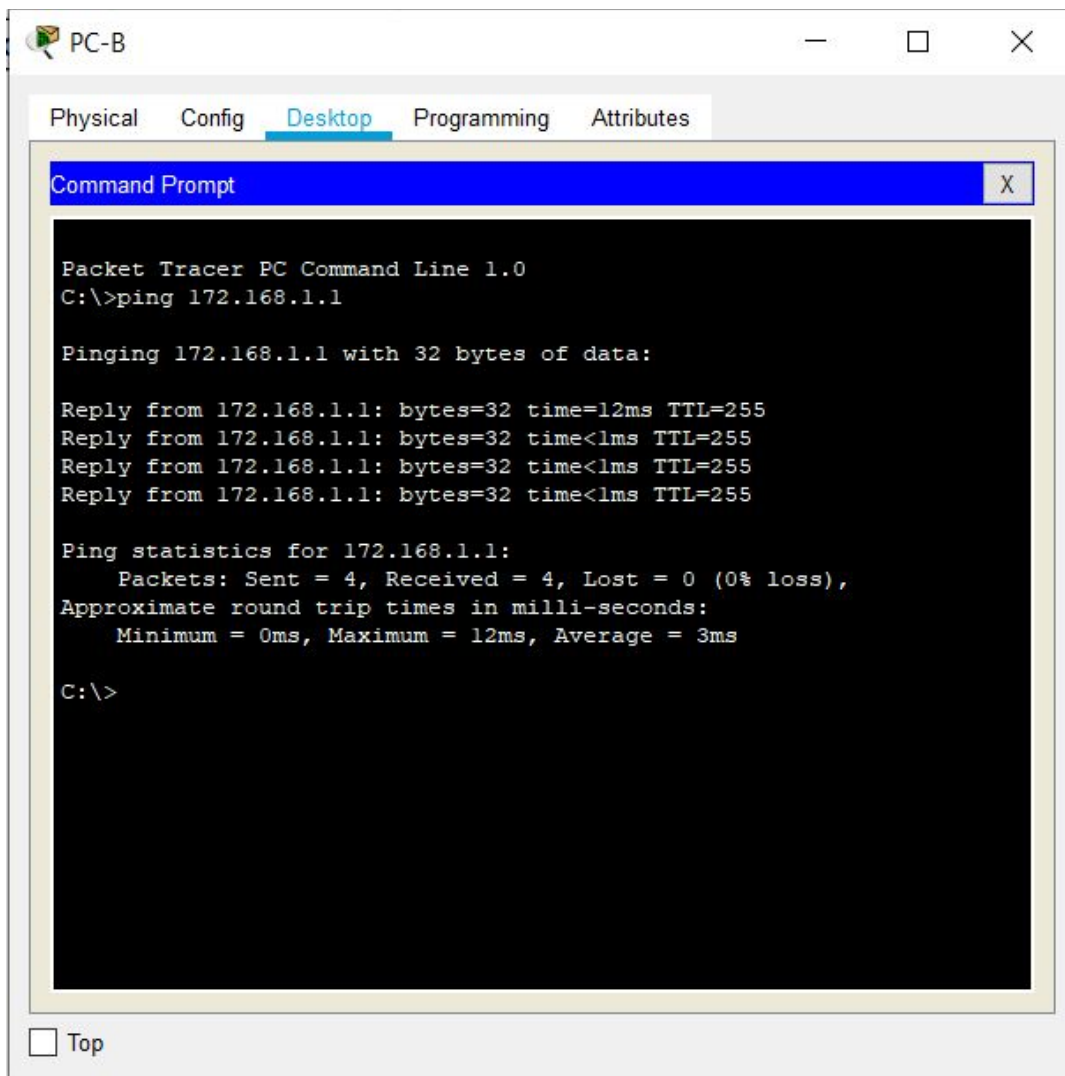 PC-B
Physical Config Desktop Programming Attributes
Command Prompt X
Packet Tracer PC Command Line 1.0
C:\>ping 172.168.1.1
Pinging 172.168.1.1 with 32 bytes of data:
Reply from 172.168.1.1: bytes=32 time=12ms TTL=255
Reply from 172.168.1.1: bytes=32 time<1ms TTL=255
Reply from 172.168.1.1: bytes=32 time<1ms TTL=255
Reply from 172.168.1.1: bytes=32 time<1ms TTL=255
Ping statistics for 172.168.1.1:
Packets: Sent = 4, Received = 4, Lost = 0 (0% loss),
Approximate round trip times in milli-seconds:
Minimum = 0ms, Maximum = 12ms, Average = 3ms
C:\>
Top